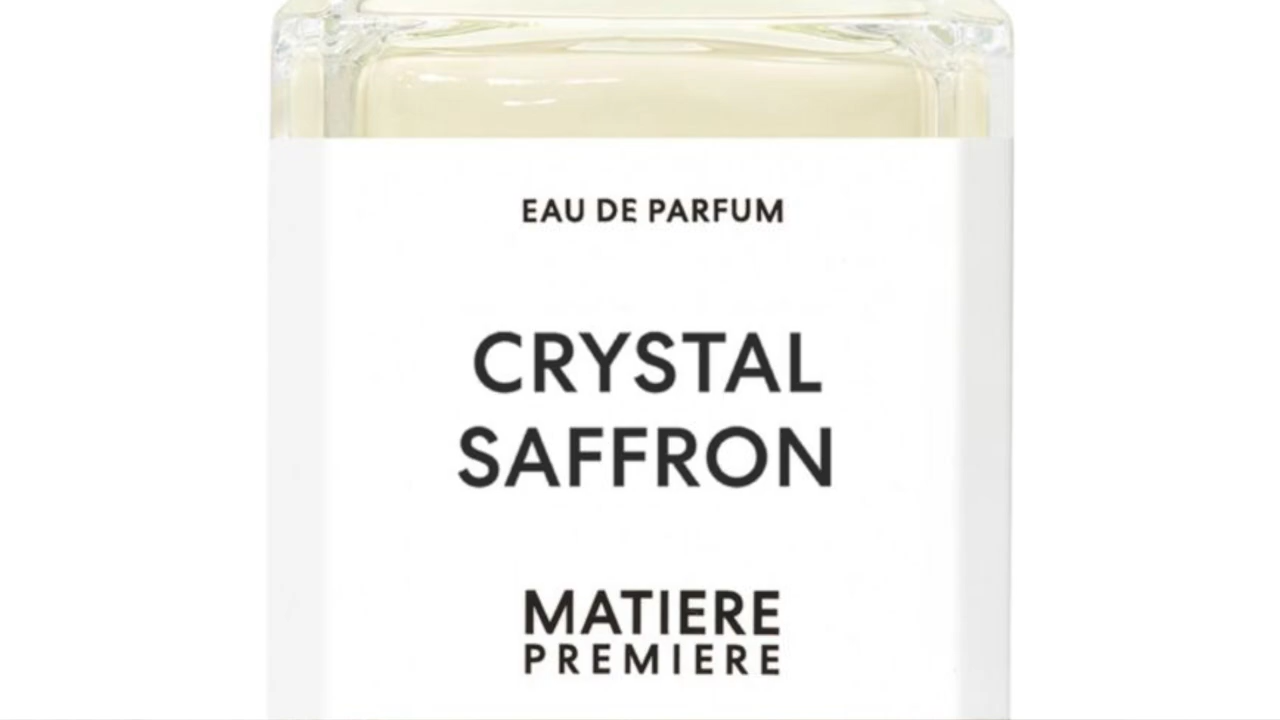 EAU DE PARFUM
CRYSTAL
SAFFRON
MATIERE
PREMIERE